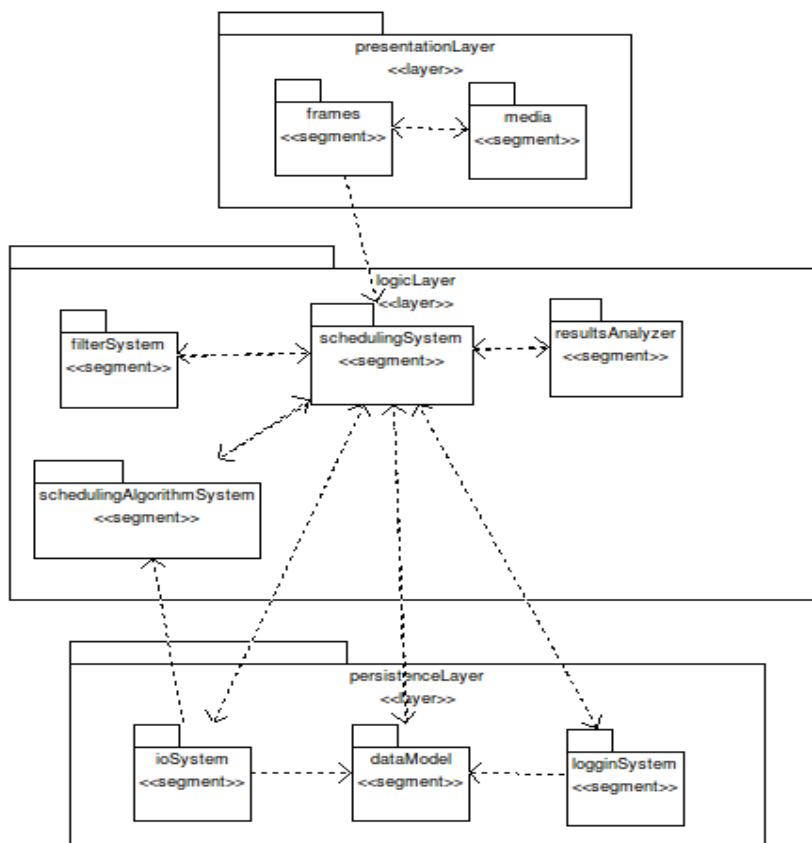 presentationLayer
<<layer>>
frames
<<segment>>
media
<<segment>>
logicLayer
<<layer>>
filterSystem
<<segment>>
schedulingSystem
<<segment>>
resultsAnalyzer
<<segment>>
schedulingAlgorithmSystem
<<segment>>
persistenceLayer
<<layer>>
ioSystem
<<segment>>
dataModel
<<segment>>
logginSystem
<<segment>>